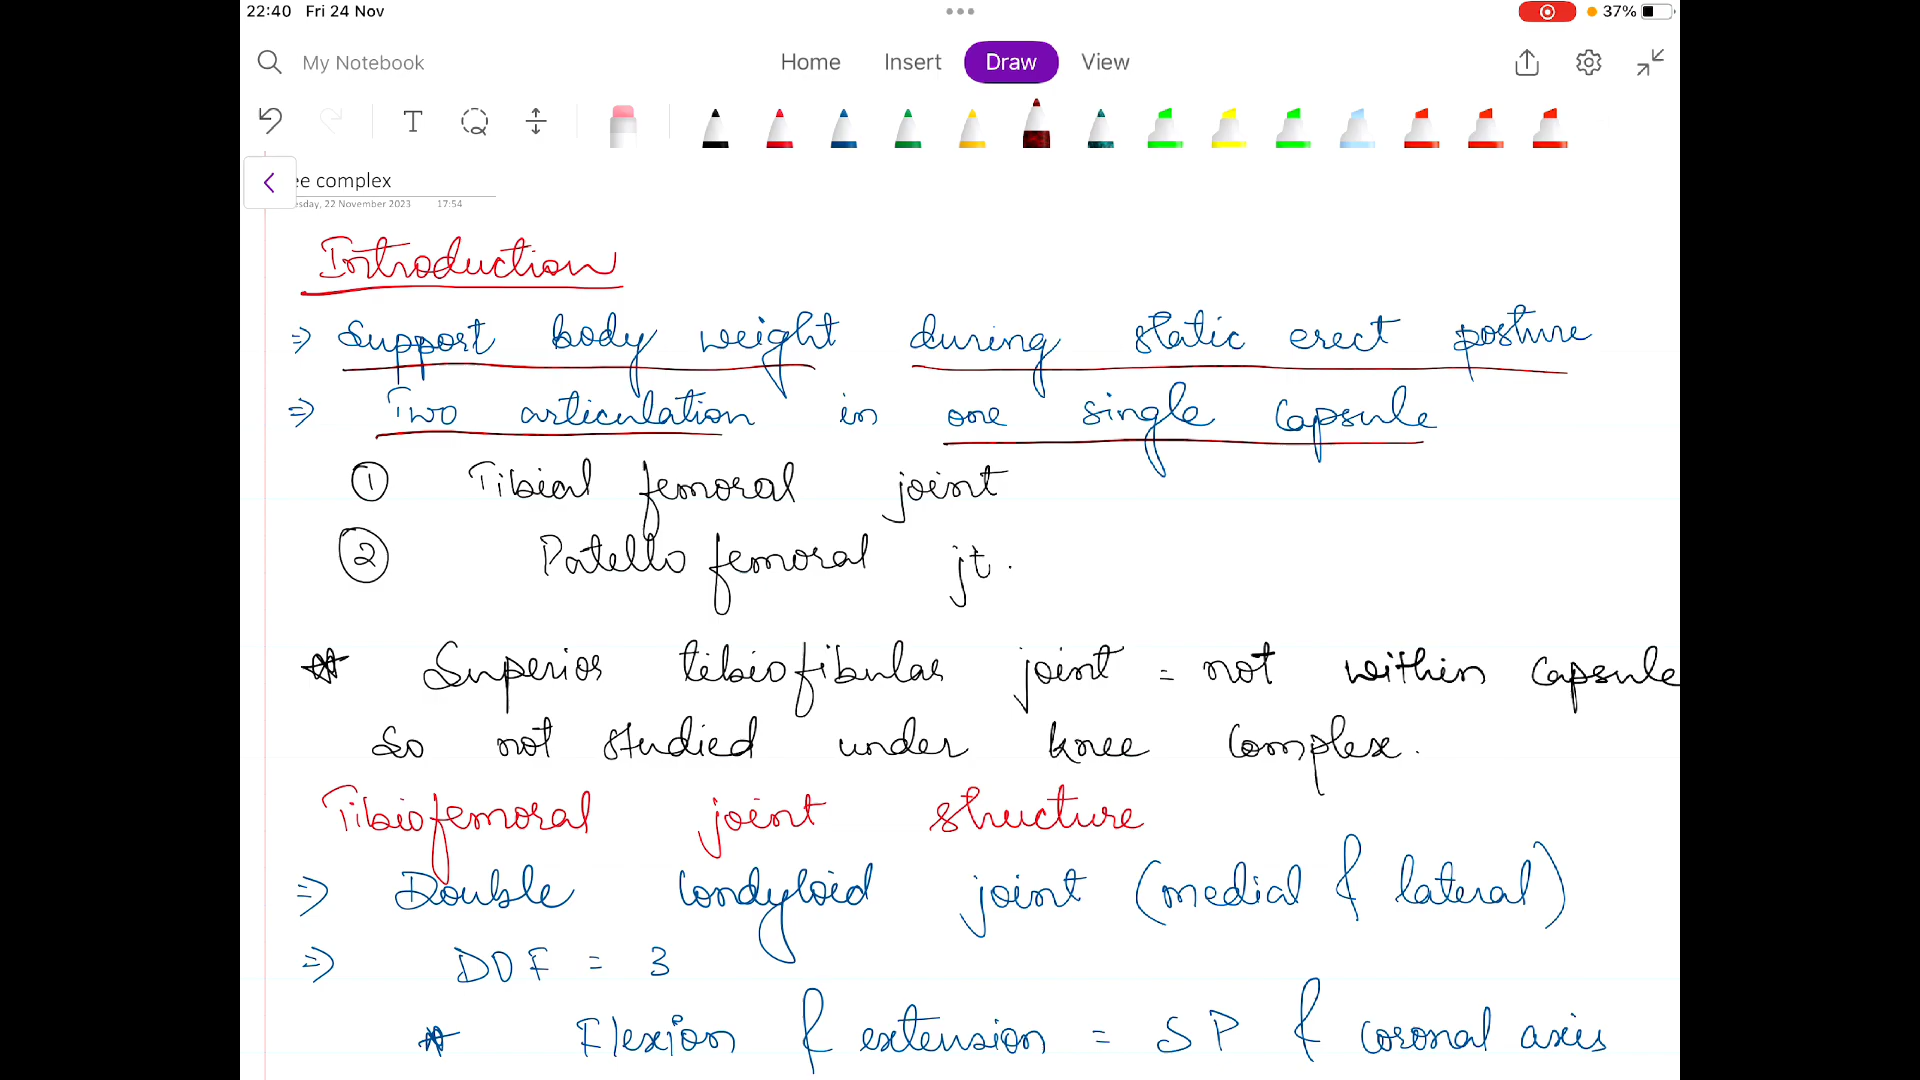 22:40 Fri 24 Nov
37%
My Notebook
Home Insert Draw View
T
ee complex
esday, 22 November 2023 17:54
Introduction
⇒ Support body weight during static erect posture
⇒ Two articulation in one single capsule
① Tibial femoral joint
② Patello femoral jt.
☆ Superior tibiofibular joint = not within capsule
so not studied under knee complex.
Tibiofemoral joint structure
⇒ Double condyloid joint (medial & lateral)
⇒ DOF = 3
☆ Flexion & extension = SP & coronal axis